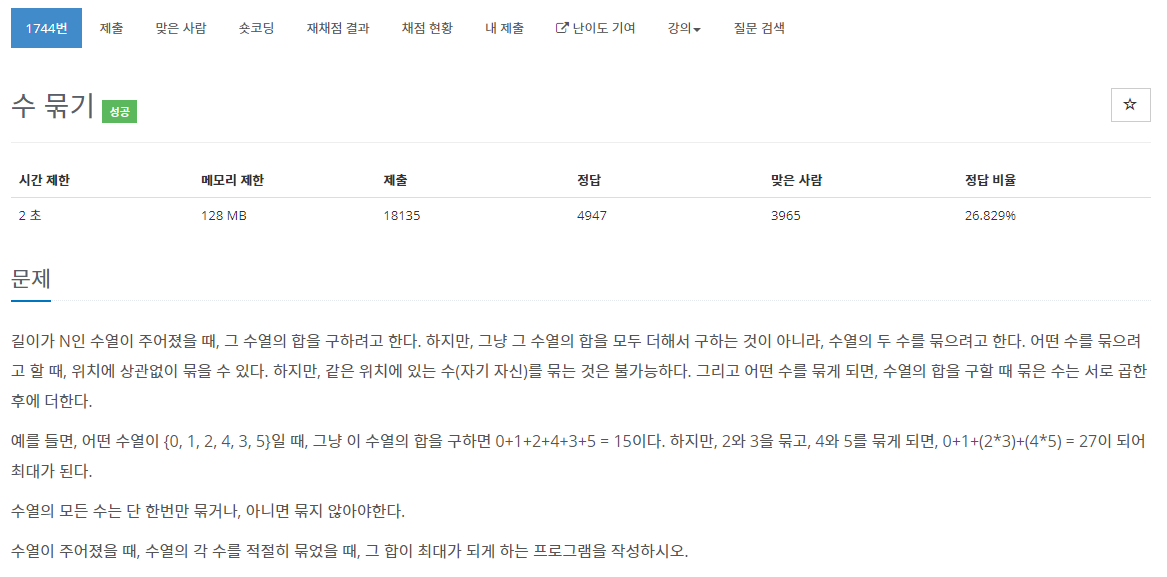 1744번 제출 맞은 사람 숏코딩 재채점 결과 채점 현황 내 제출 난이도 기여 강의 질문 검색
수 묶기 성공
시간 제한 메모리 제한 제출 정답 맞은 사람 정답 비율
2 초 128 MB 18135 4947 3965 26.829%
문제
길이가 N인 수열이 주어졌을 때, 그 수열의 합을 구하려고 한다. 하지만, 그냥 그 수열의 합을 모두 더해서 구하는 것이 아니라, 수열의 두 수를 묶으려고 한다. 어떤 수를 묶으려
고 할 때, 위치에 상관없이 묶을 수 있다. 하지만, 같은 위치에 있는 수(자기 자신)를 묶는 것은 불가능하다. 그리고 어떤 수를 묶게 되면, 수열의 합을 구할 때 묶은 수는 서로 곱한
후에 더한다.
예를 들면, 어떤 수열이 {0, 1, 2, 4, 3, 5}일 때, 그냥 이 수열의 합을 구하면 0+1+2+4+3+5 = 15이다. 하지만, 2와 3을 묶고, 4와 5를 묶게 되면, 0+1+(2*3)+(4*5) = 27이 되어
최대가 된다.
수열의 모든 수는 단 한번만 묶거나, 아니면 묶지 않아야한다.
수열이 주어졌을 때, 수열의 각 수를 적절히 묶었을 때, 그 합이 최대가 되게 하는 프로그램을 작성하시오.